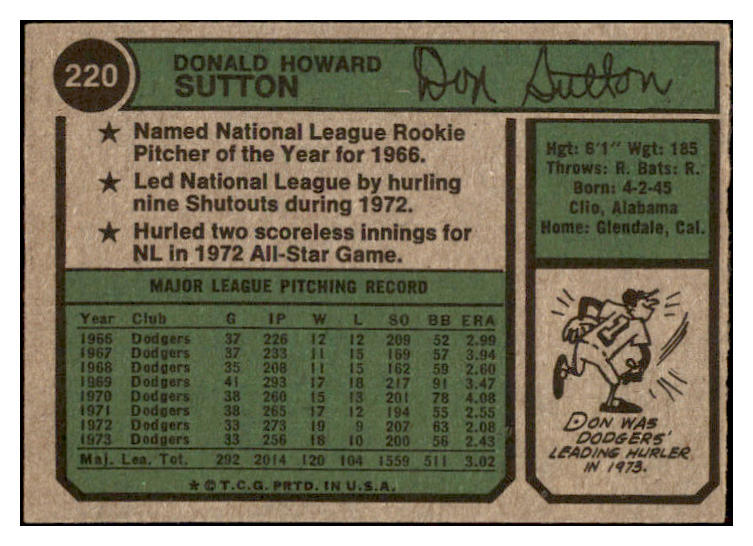 220
DONALD HOWARD
SUTTON
Don Sutton
★ Named National League Rookie
Pitcher of the Year for 1966.
★ Led National League by hurling
nine Shutouts during 1972.
★ Hurled two scoreless innings for
NL in 1972 All-Star Game.
Hgt: 6'1" Wgt: 185
Throws: R. Bats: R.
Born: 4-2-45
Clio, Alabama
Home: Glendale, Cal.
MAJOR LEAGUE PITCHING RECORD
Year Club G IP W L SO BB ERA
1966 Dodgers 37 226 12 12 209 52 2.99
1967 Dodgers 37 233 11 15 169 57 3.94
1968 Dodgers 35 208 11 15 162 59 2.60
1969 Dodgers 41 293 17 18 217 91 3.47
1970 Dodgers 38 260 15 13 201 78 4.08
1971 Dodgers 38 265 17 12 194 55 2.55
1972 Dodgers 33 273 19 9 207 63 2.08
1973 Dodgers 33 256 18 10 200 56 2.43
Maj. Lea. Tot. 292 2014 120 104 1559 511 3.02
★ © T.C.G. PRTD. IN U.S.A.
DON WAS
DODGERS'
LEADING HURLER
IN 1973.